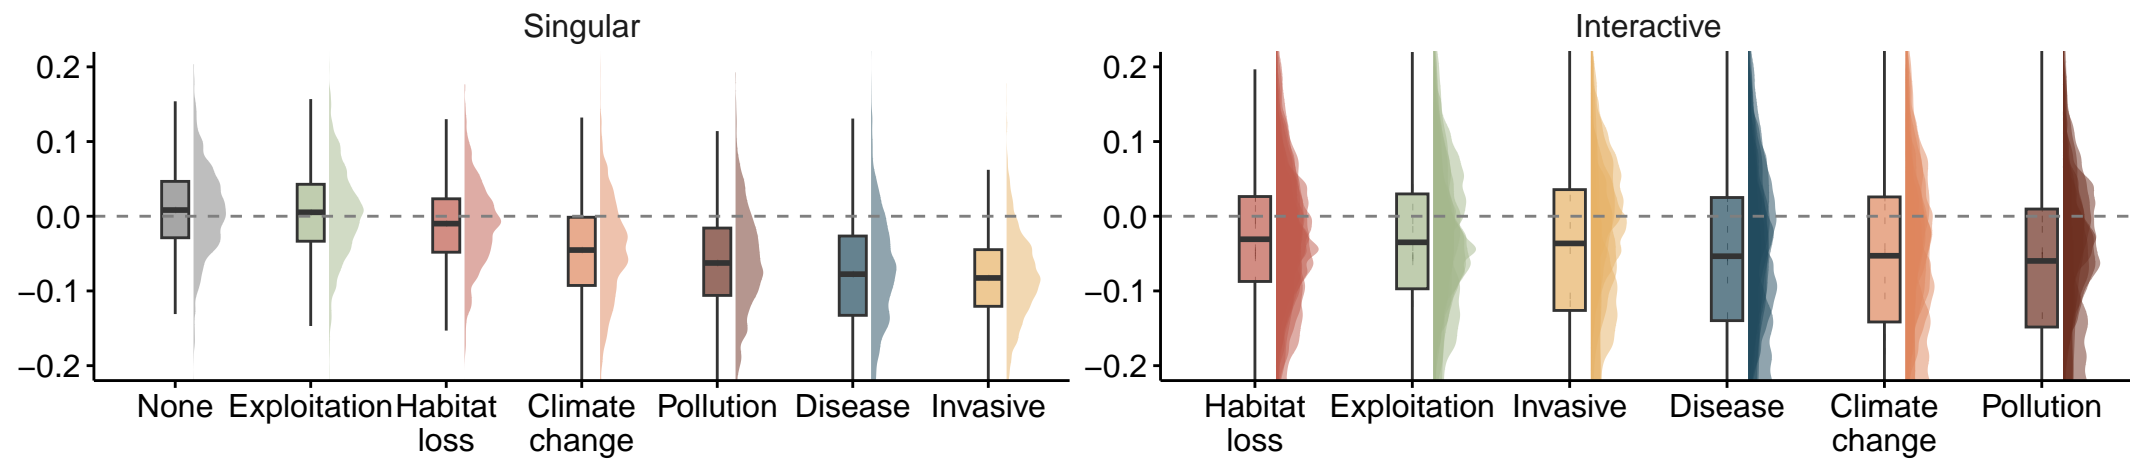 Singular
0.2
0.1
0.0
−0.1
−0.2
None Exploitation Habitat loss Climate change Pollution Disease Invasive
Interactive
0.2
0.1
0.0
−0.1
−0.2
Habitat loss Exploitation Invasive Disease Climate change Pollution